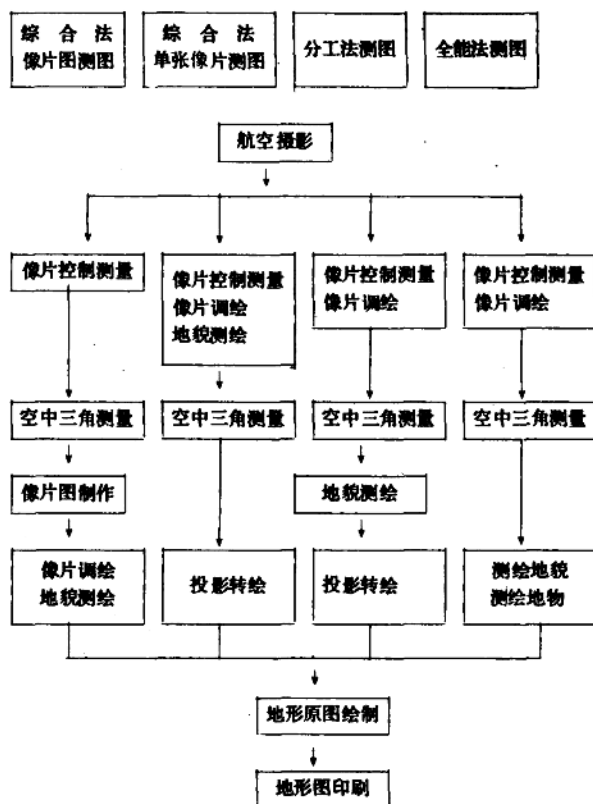 综合法
像片图测图
综合法
单张像片测图
分工法测图
全能法测图
航空摄影
像片控制测量
像片控制测量
像片调绘
地貌测绘
像片控制测量
像片调绘
像片控制测量
像片调绘
空中三角测量
空中三角测量
空中三角测量
空中三角测量
像片图制作
地貌测绘
像片调绘
地貌测绘
投影转绘
投影转绘
测绘地貌
测绘地物
地形原图绘制
地形图印刷